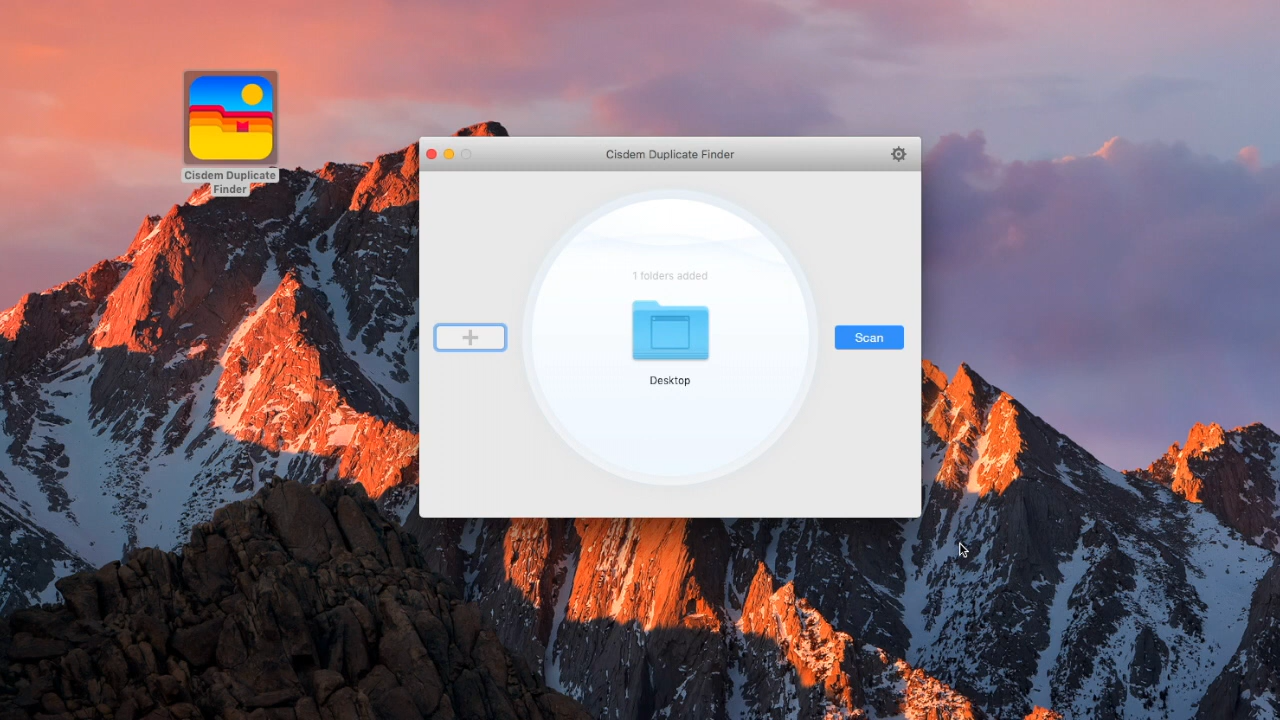 Cisdem Duplicate
Finder
Cisdem Duplicate Finder
1 folders added
Scan
Desktop